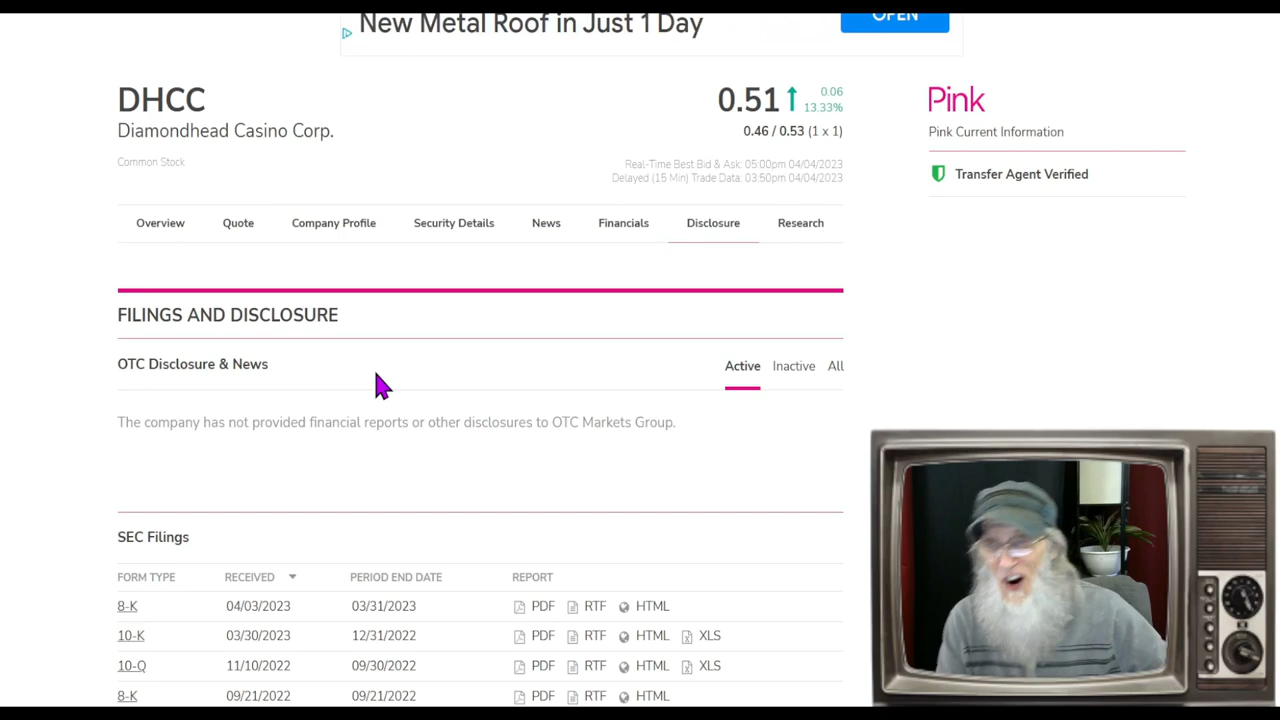 New Metal Roof in Just 1 Day
OPEN
DHCC
0.51
0.06
13.33%
Diamondhead Casino Corp.
0.46 / 0.53 (1 x 1)
Common Stock
Real-Time Best Bid & Ask: 05:00pm 04/04/2023
Delayed (15 Min) Trade Data: 03:50pm 04/04/2023
Pink
Pink Current Information
Transfer Agent Verified
Overview Quote Company Profile Security Details News Financials Disclosure Research
FILINGS AND DISCLOSURE
OTC Disclosure & News
Active Inactive All
The company has not provided financial reports or other disclosures to OTC Markets Group.
SEC Filings
FORM TYPE RECEIVED PERIOD END DATE REPORT
8-K 04/03/2023 03/31/2023 PDF RTF HTML
10-K 03/30/2023 12/31/2022 PDF RTF HTML XLS
10-Q 11/10/2022 09/30/2022 PDF RTF HTML XLS
8-K 09/21/2022 09/21/2022 PDF RTF HTML